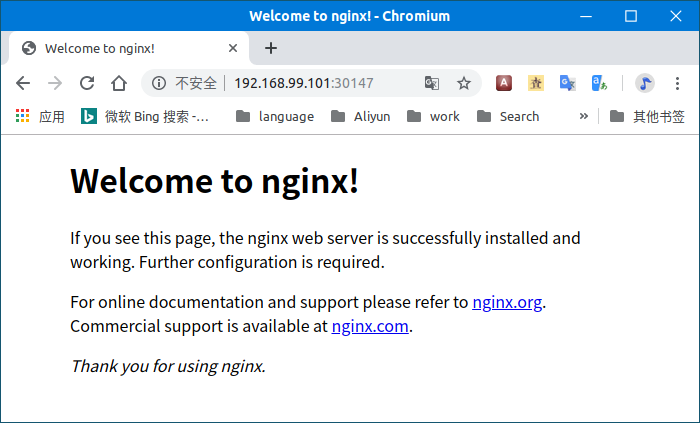 Welcome to nginx! - Chromium
Welcome to nginx!
不安全 192.168.99.101:30147
应用 微软 Bing 搜索 -... language Aliyun work Search » 其他书签
Welcome to nginx!
If you see this page, the nginx web server is successfully installed and
working. Further configuration is required.
For online documentation and support please refer to nginx.org.
Commercial support is available at nginx.com.
Thank you for using nginx.